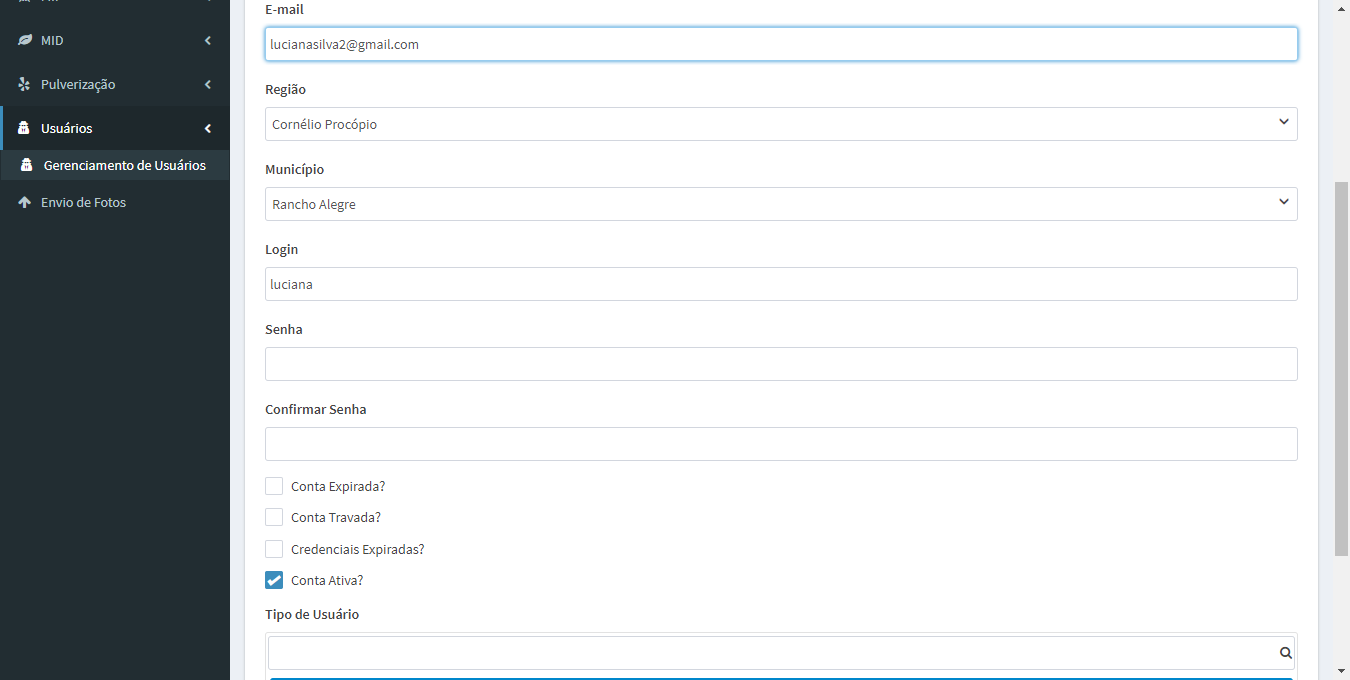 MID
Pulverização
Usuários
Gerenciamento de Usuários
Envio de Fotos
E-mail
lucianasilva2@gmail.com
Região
Cornélio Procópio
Município
Rancho Alegre
Login
luciana
Senha
Confirmar Senha
Conta Expirada?
Conta Travada?
Credenciais Expiradas?
Conta Ativa?
Tipo de Usuário